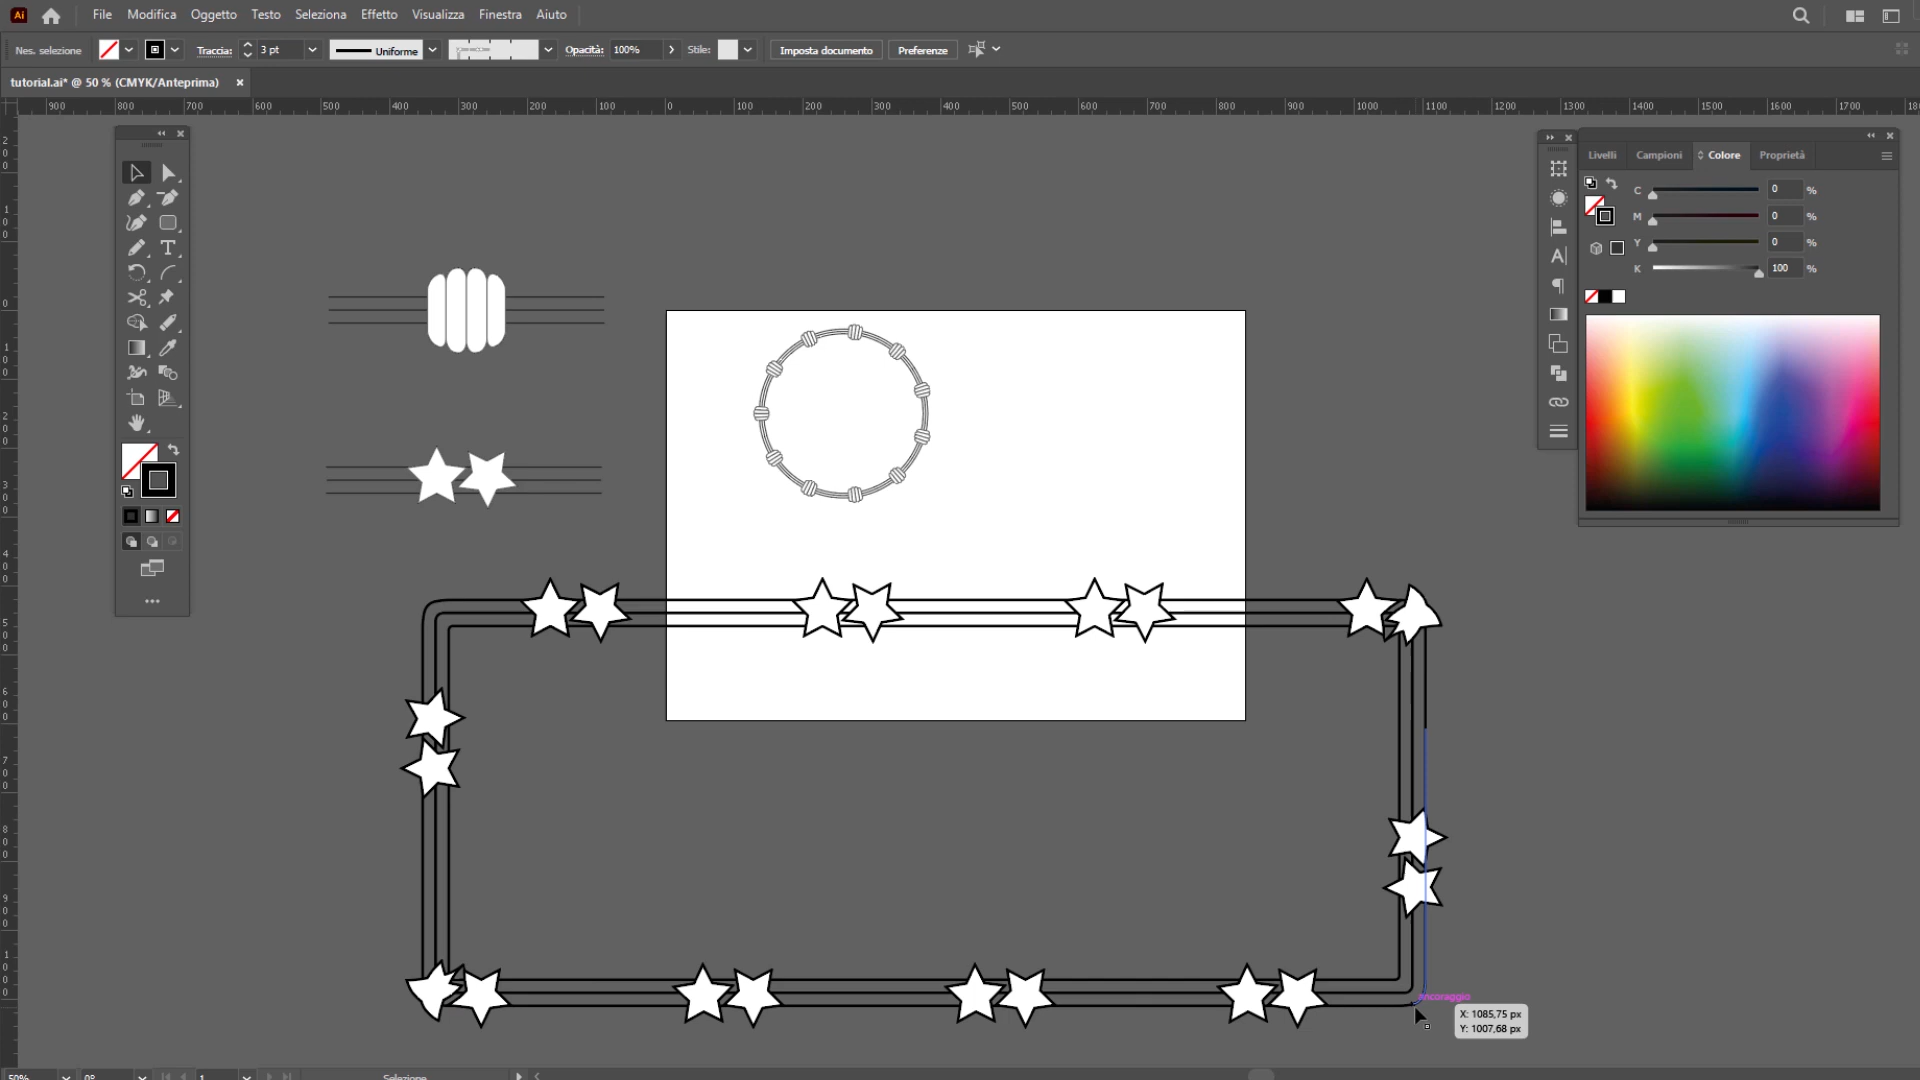 Ai File Modifica Oggetto Testo Seleziona Effetto Visualizza Finestra Aiuto
Nes. selezione Traccia: 3 pt Uniforme Opacità: 100% Stile: Imposta documento Preferenze
tutorial.ai* @ 50 % (CMYK/Anteprima)
900 800 700 600 500 400 300 200 100 0 100 200 300 400 500 600 700 800 900 1000 1100 1200 1300 1400 1500 1600 1700
Livelli Campioni Colore Proprietà
C 0 %
M 0 %
Y 0 %
K 100 %
ancoraggio
X: 1085,75 px
Y: 1007,68 px
50% 0° 1 Selezione